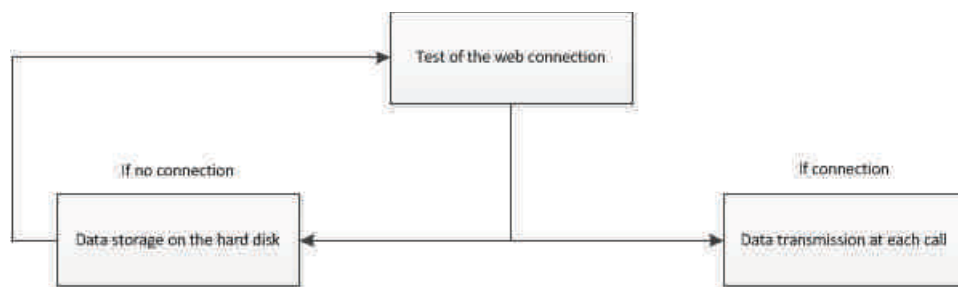 Test of the web connection
If no connection
If connection
Data storage on the hard disk
Data transmission at each call